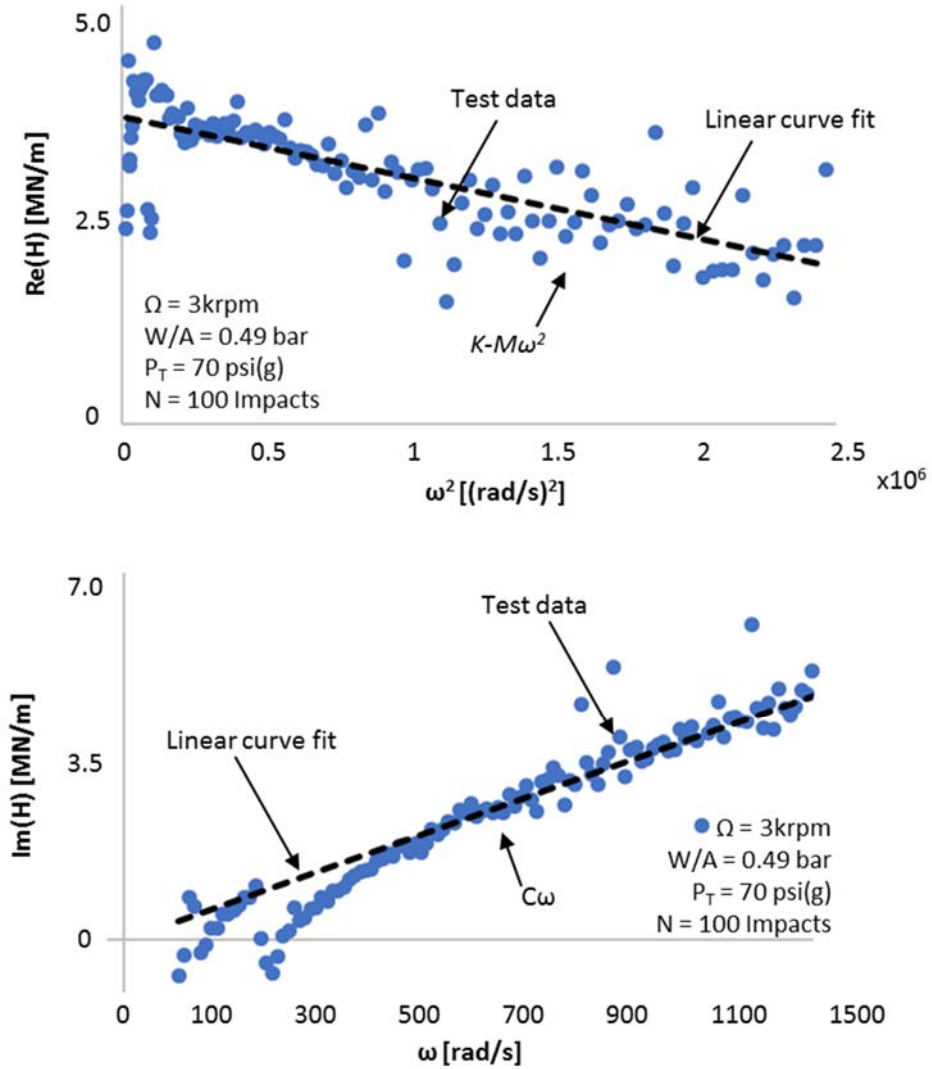 5.0
Test data
Linear curve fit
Re(H) [MN/m]
2.5
Ω = 3krpm
W/A = 0.49 bar
P_T = 70 psi(g)
N = 100 Impacts
K-Mω²
0
0 0.5 1 1.5 2 2.5
x10⁶
ω² [(rad/s)²]
7.0
Test data
Linear curve fit
Im(H) [MN/m]
3.5
Ω = 3krpm
W/A = 0.49 bar
P_T = 70 psi(g)
N = 100 Impacts
Cω
0
0 100 300 500 700 900 1100 1500
ω [rad/s]